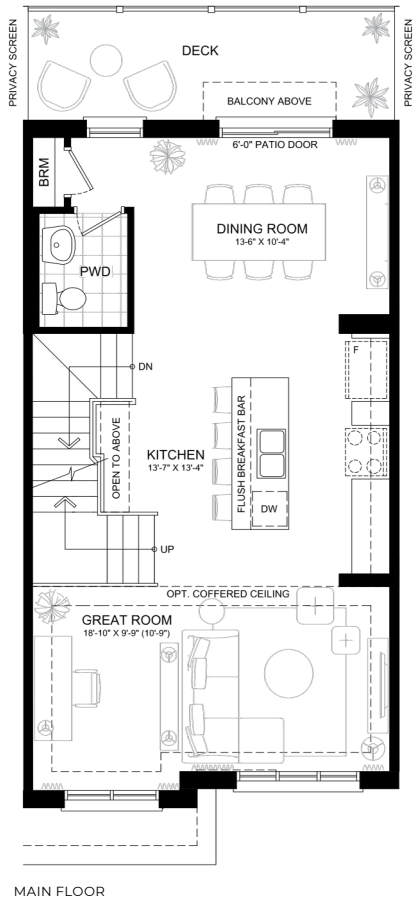 PRIVACY SCREEN
PRIVACY SCREEN
DECK
BALCONY ABOVE
6'-0" PATIO DOOR
BRM
PWD
DINING ROOM
13-6" X 10'-4"
DN
F
OPEN TO ABOVE
KITCHEN
13'-7" X 13'-4"
FLUSH BREAKFAST BAR
DW
UP
OPT. COFFERED CEILING
GREAT ROOM
18'-10" X 9'-9" (10'-9")
MAIN FLOOR